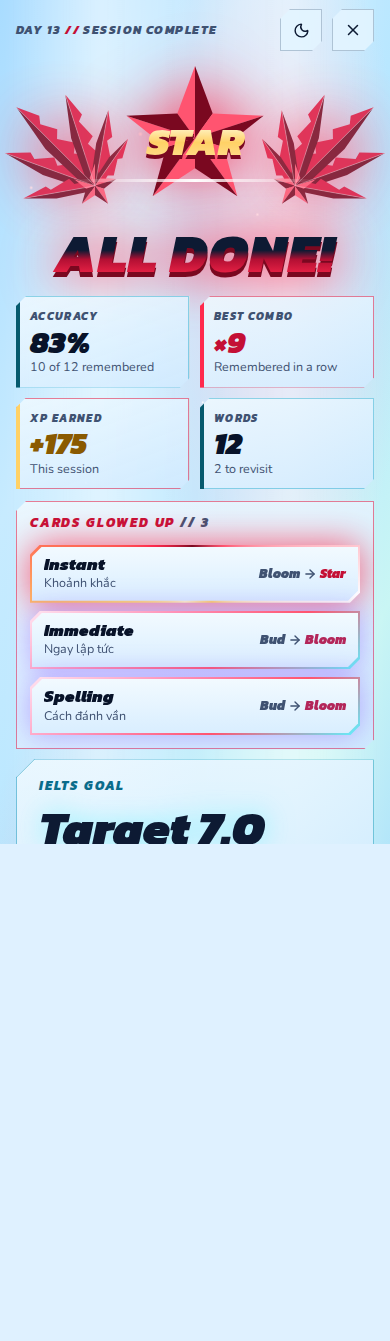 DAY 13 // SESSION COMPLETE
STAR
ALL DONE!
ACCURACY
83%
10 of 12 remembered
BEST COMBO
×9
Remembered in a row
XP EARNED
+175
This session
WORDS
12
2 to revisit
CARDS GLOWED UP // 3
Instant
Khoảnh khắc
Bloom → Star
Immediate
Ngay lập tức
Bud → Bloom
Spelling
Cách đánh vần
Bud → Bloom
IELTS GOAL
Target 7.0